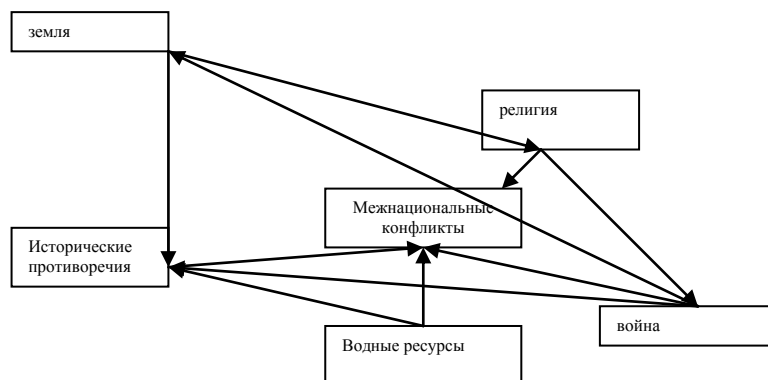 земля
религия
Межнациональные
конфликты
Исторические
противоречия
Водные ресурсы
война